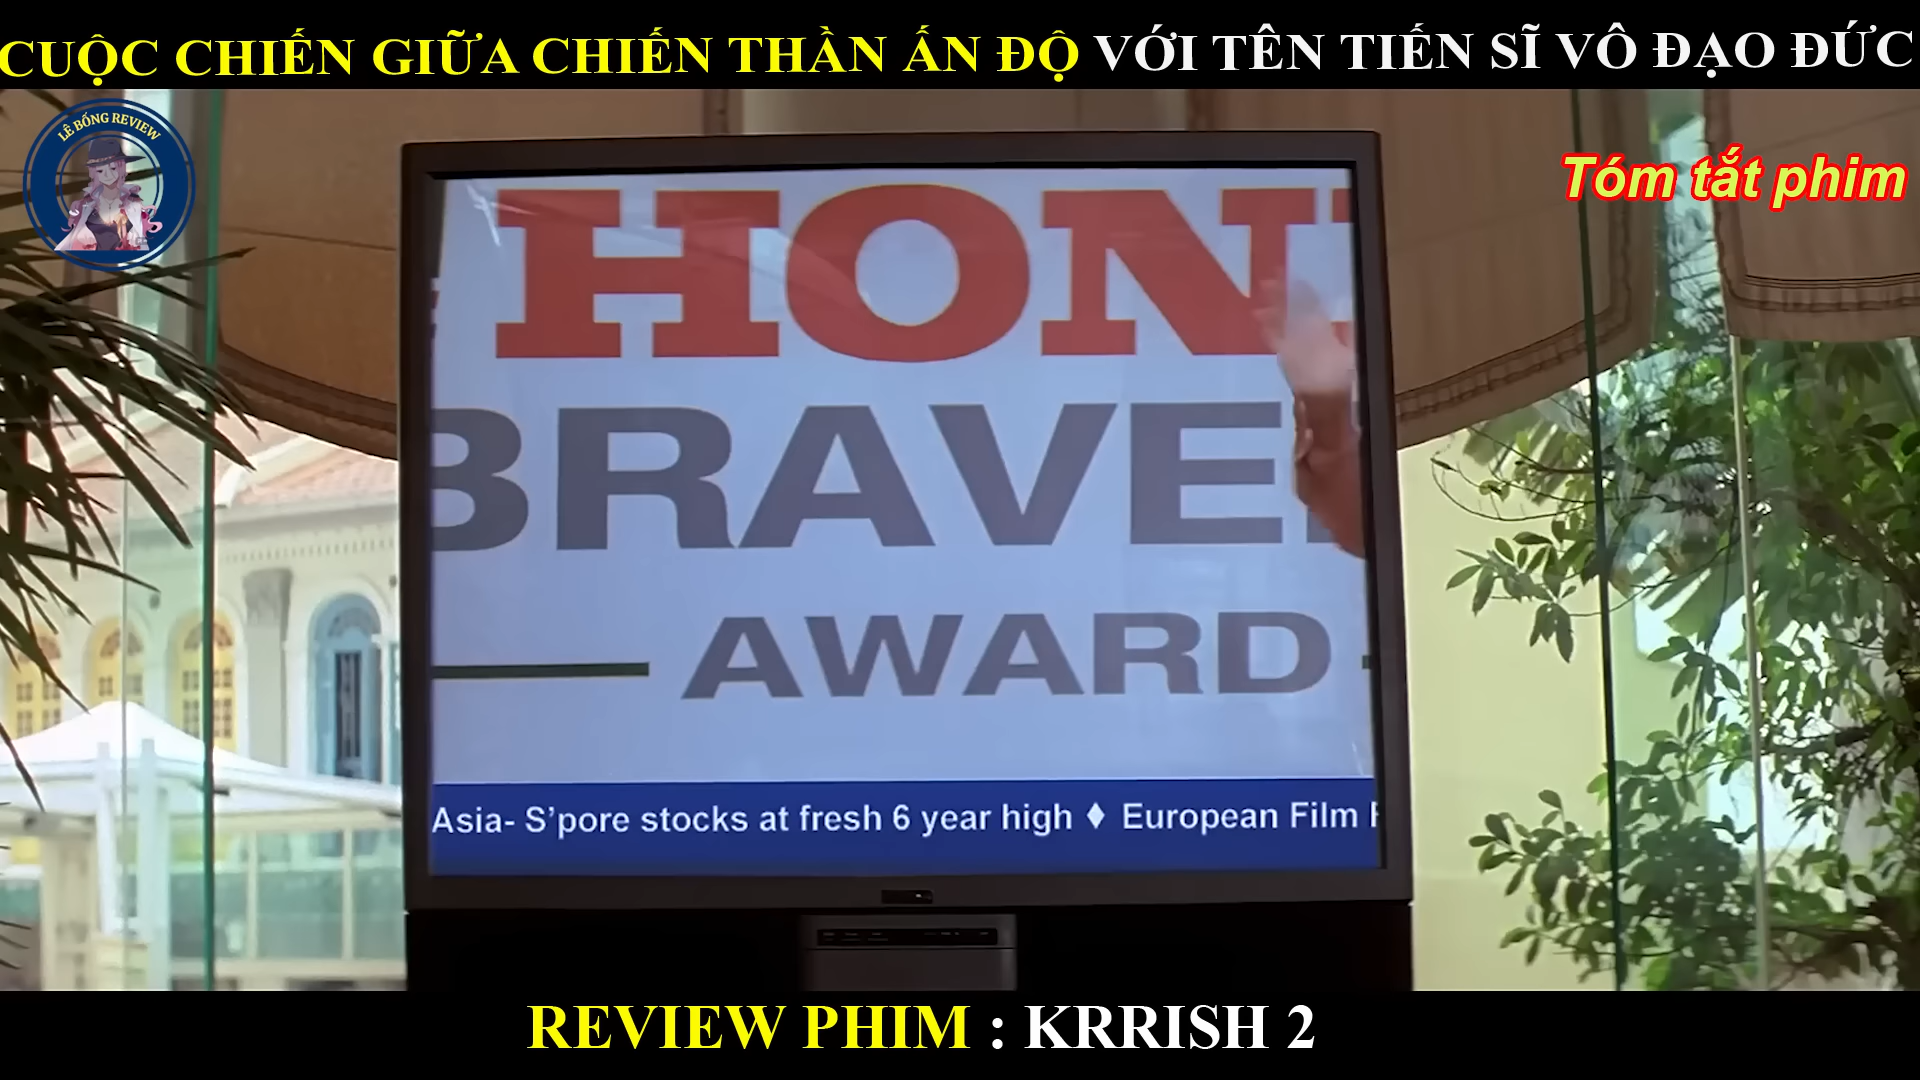 CUỘC CHIẾN GIỮA CHIẾN THẦN ẤN ĐỘ VỚI TÊN TIẾN SĨ VÔ ĐẠO ĐỨC
LÊ BỐNG REVIEW
Tóm tắt phim
HON
BRAVE
AWARD
Asia- S'pore stocks at fresh 6 year high ♦ European Film F
REVIEW PHIM : KRRISH 2